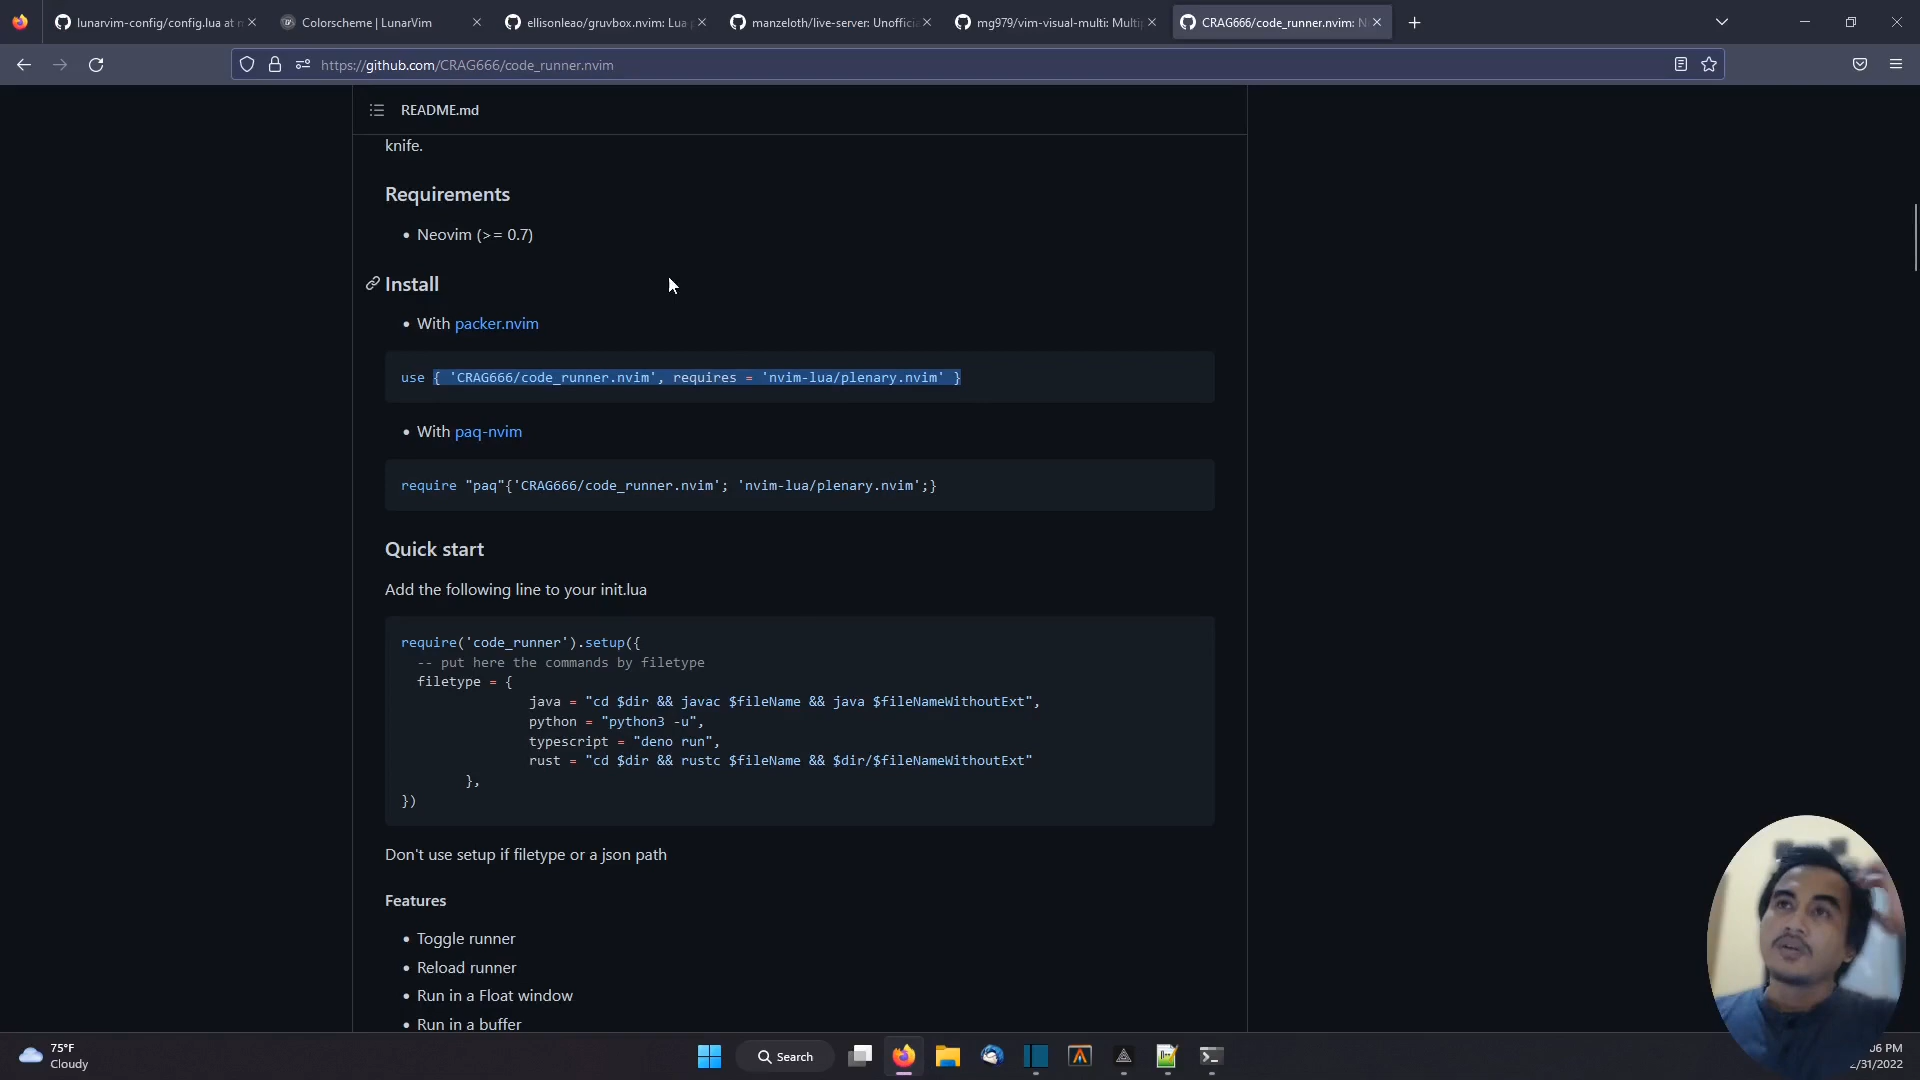 lunarvim-config/config.lua at n
Colorscheme | LunarVim
ellisonleao/gruvbox.nvim: Lua p
manzeloth/live-server: Unofficia
mg979/vim-visual-multi: Multip
CRAG666/code_runner.nvim: N
https://github.com/CRAG666/code_runner.nvim
README.md
knife.
Requirements
• Neovim (>= 0.7)
Install
• With packer.nvim
use { 'CRAG666/code_runner.nvim', requires = 'nvim-lua/plenary.nvim' }
• With paq-nvim
require "paq"{'CRAG666/code_runner.nvim'; 'nvim-lua/plenary.nvim';}
Quick start
Add the following line to your init.lua
require('code_runner').setup({
-- put here the commands by filetype
filetype = {
java = "cd $dir && javac $fileName && java $fileNameWithoutExt",
python = "python3 -u",
typescript = "deno run",
rust = "cd $dir && rustc $fileName && $dir/$fileNameWithoutExt"
},
})
Don't use setup if filetype or a json path
Features
• Toggle runner
• Reload runner
• Run in a Float window
• Run in a buffer
75°F
Cloudy
Search
06 PM
/31/2022